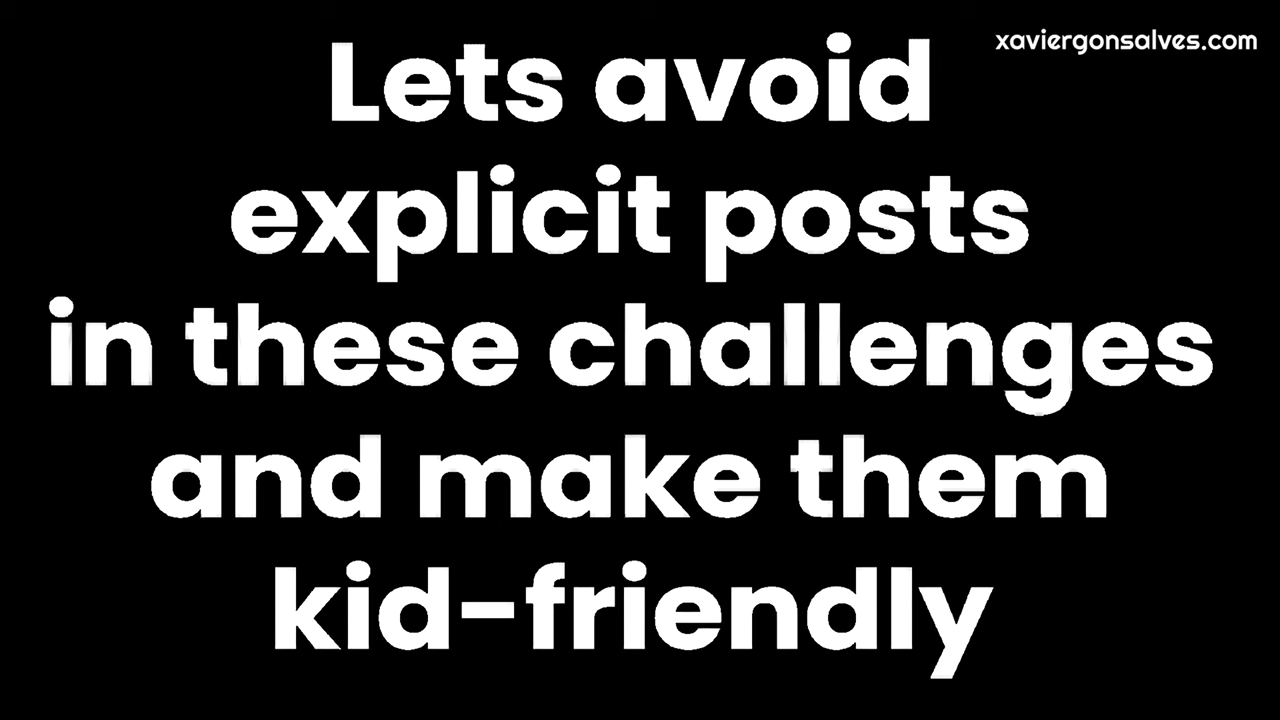 xaviergonsalves.com
Lets avoid
explicit posts
in these challenges
and make them
kid-friendly